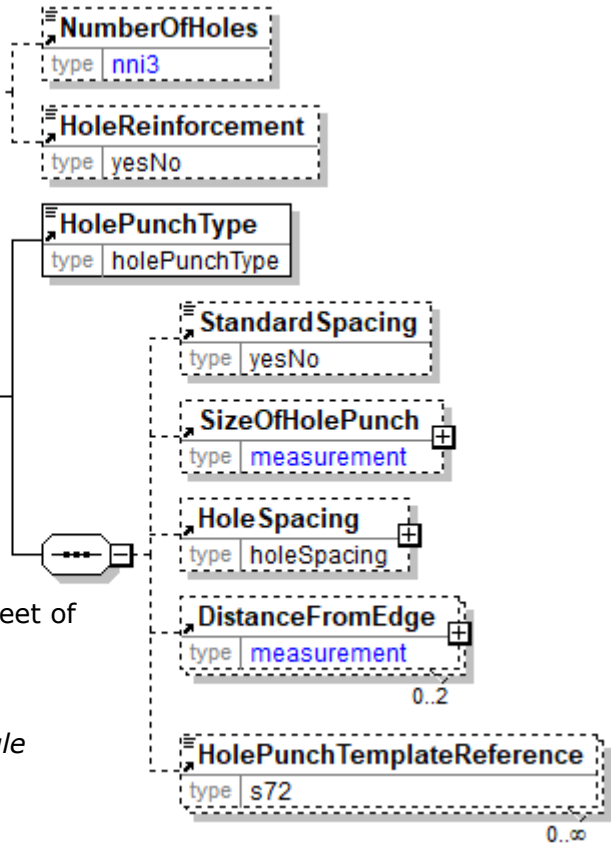 NumberOfHoles
type nni3
HoleReinforcement
type yesNo
HolePunchType
type holePunchType
StandardSpacing
type yesNo
SizeOfHolePunch
type measurement
HoleSpacing
type holeSpacing
eet of
DistanceFromEdge
type measurement
0..2
le
HolePunchTemplateReference
type s72
0..∞